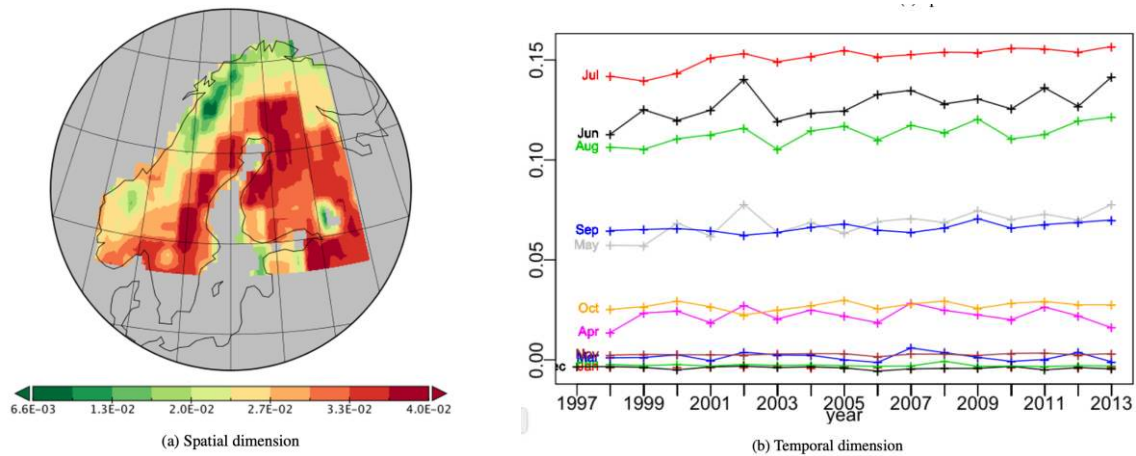 6.6E-03 1.3E-02 2.0E-02 2.7E-02 3.3E-02 4.0E-02
(a) Spatial dimension
0.15
0.10
0.05
0.00
Jul
Jun
Aug
Sep
May
Oct
Apr
Nov
Mar
ec
1997 1999 2001 2003 2005 2007 2009 2011 2013
year
(b) Temporal dimension